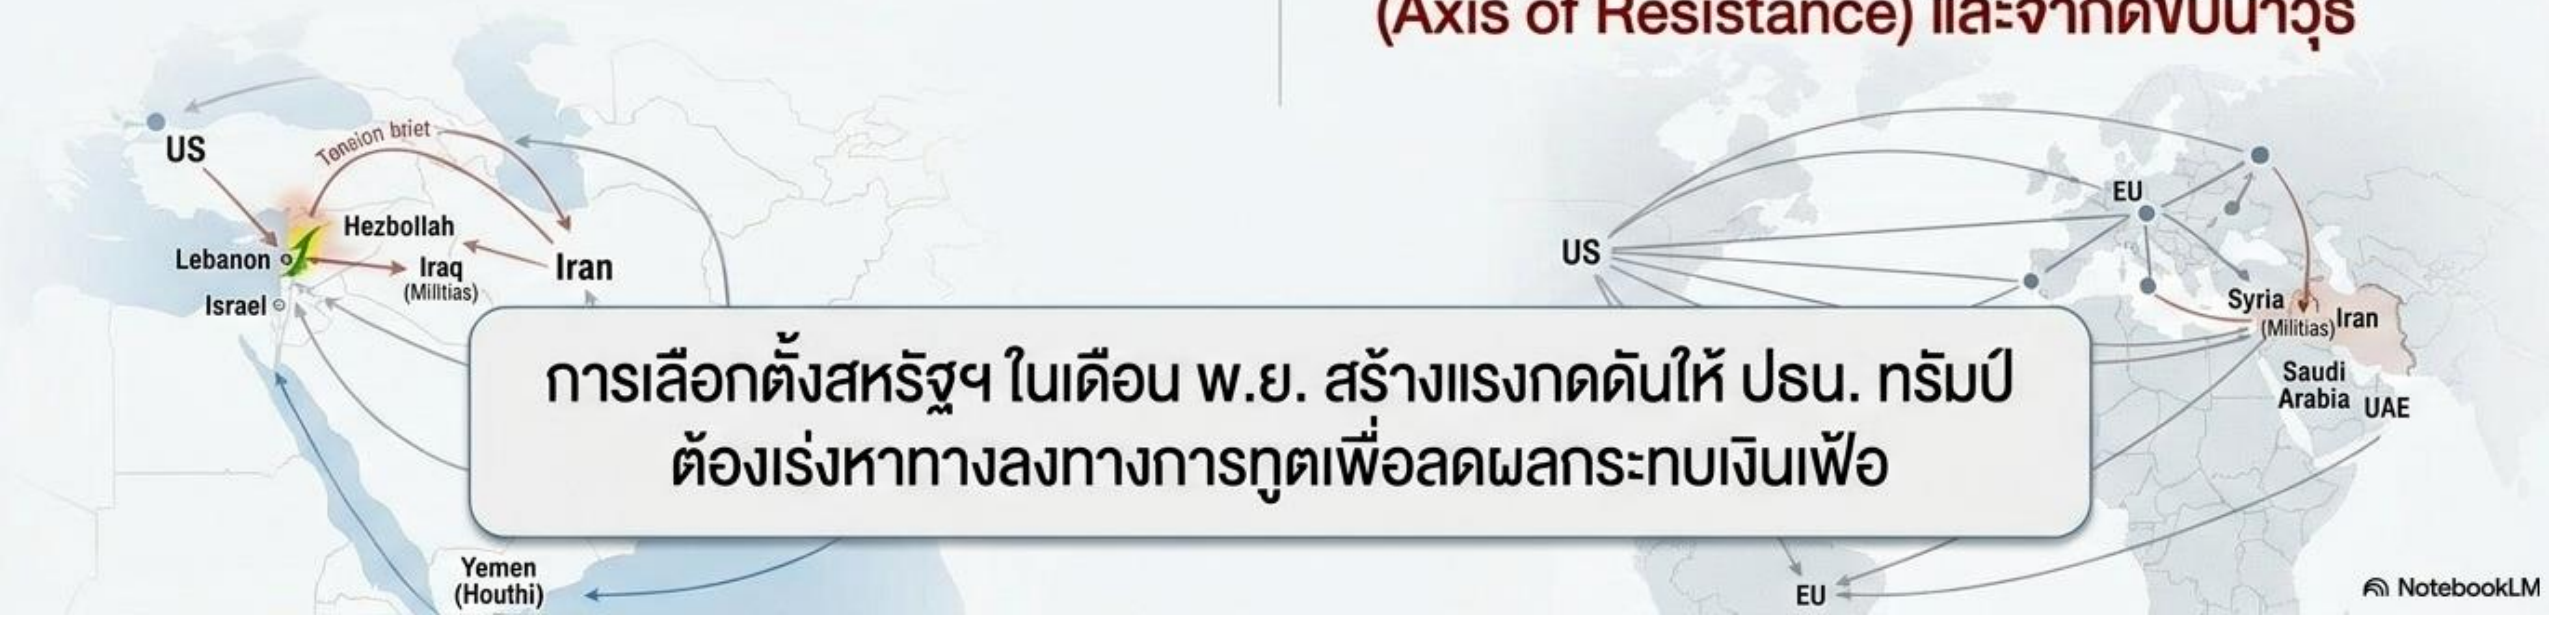 (Axis of Resistance) และจำกัดขีปนาวุธ
US
Tension briet
Hezbollah
Lebanon
Iraq
(Militias)
Iran
Israel
Yemen
(Houthi)
US
EU
Syria
(Militias)
Iran
Saudi
Arabia
UAE
EU
การเลือกตั้งสหรัฐฯ ในเดือน พ.ย. สร้างแรงกดดันให้ ปธน. ทรัมป์
ต้องเร่งหาทางลงทางการทูตเพื่อลดผลกระทบเงินเฟ้อ
NotebookLM